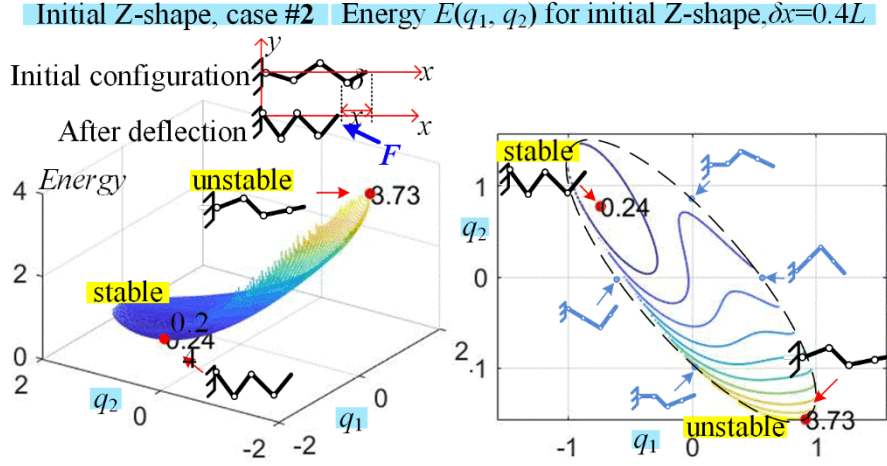 Initial Z-shape, case #2 Energy E(q₁, q₂) for initial Z-shape,δx=0.4L
y
Initial configuration
δ
x
x
After deflection
x
F
Energy
unstable
3.73
4
2
0
stable
0.2
0.24
4
2
q₂
0
-2
-2
q₁
0
stable
0.24
1
q₂
0
2
.1
unstable
3.73
-1
q₁
0
1